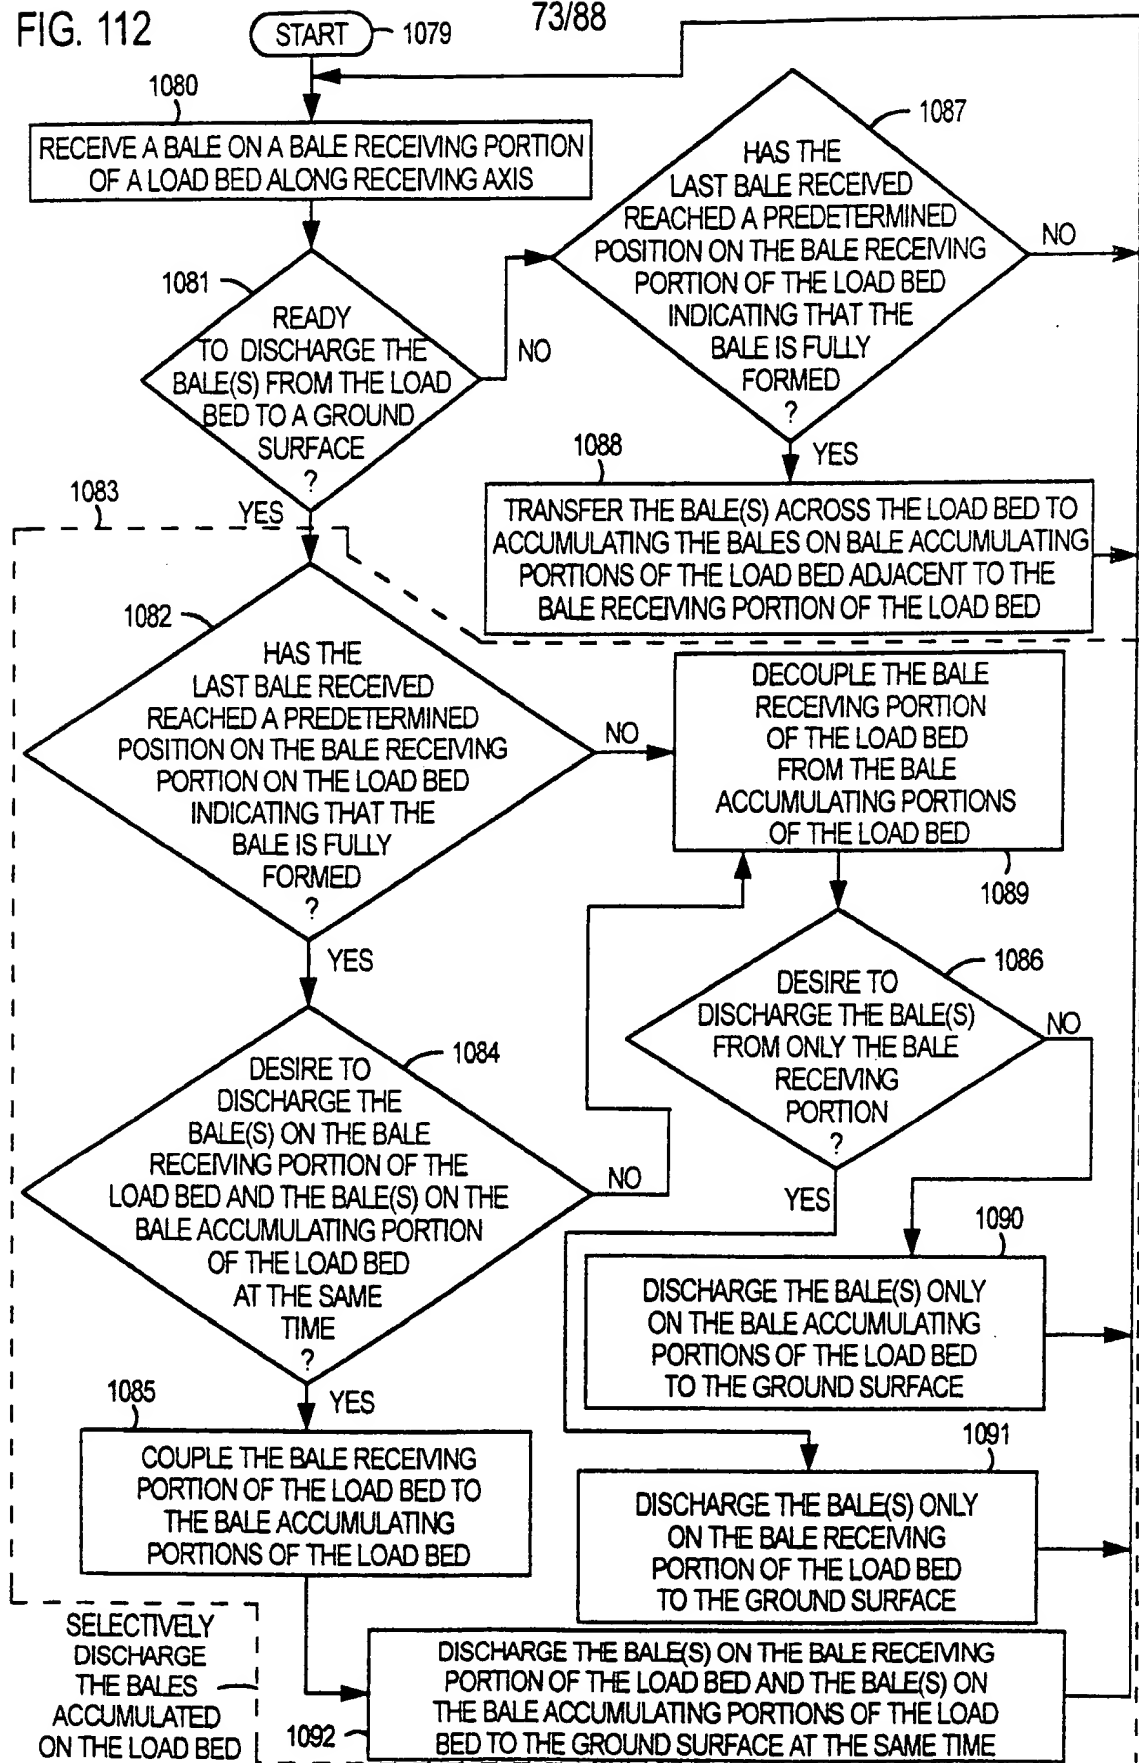 FIG. 112
73/88
START
1079
1080
RECEIVE A BALE ON A BALE RECEIVING PORTION
OF A LOAD BED ALONG RECEIVING AXIS
1081
READY
TO DISCHARGE THE
BALE(S) FROM THE LOAD
BED TO A GROUND
SURFACE
?
NO
YES
1087
HAS THE
LAST BALE RECEIVED
REACHED A PREDETERMINED
POSITION ON THE BALE RECEIVING
PORTION OF THE LOAD BED
INDICATING THAT THE
BALE IS FULLY
FORMED
?
NO
YES
1088
TRANSFER THE BALE(S) ACROSS THE LOAD BED TO
ACCUMULATING THE BALES ON BALE ACCUMULATING
PORTIONS OF THE LOAD BED ADJACENT TO THE
BALE RECEIVING PORTION OF THE LOAD BED
1083
1082
HAS THE
LAST BALE RECEIVED
REACHED A PREDETERMINED
POSITION ON THE BALE RECEIVING
PORTION ON THE LOAD BED
INDICATING THAT THE
BALE IS FULLY
FORMED
?
NO
YES
DECOUPLE THE BALE
RECEIVING PORTION
OF THE LOAD BED
FROM THE BALE
ACCUMULATING PORTIONS
OF THE LOAD BED
1089
1084
DESIRE TO
DISCHARGE THE
BALE(S) ON THE BALE
RECEIVING PORTION OF THE
LOAD BED AND THE BALE(S) ON THE
BALE ACCUMULATING PORTION
OF THE LOAD BED
AT THE SAME
TIME
?
NO
YES
1086
DESIRE TO
DISCHARGE THE BALE(S)
FROM ONLY THE BALE
RECEIVING
PORTION
?
NO
YES
1090
DISCHARGE THE BALE(S) ONLY
ON THE BALE ACCUMULATING
PORTIONS OF THE LOAD BED
TO THE GROUND SURFACE
1085
COUPLE THE BALE RECEIVING
PORTION OF THE LOAD BED TO
THE BALE ACCUMULATING
PORTIONS OF THE LOAD BED
1091
DISCHARGE THE BALE(S) ONLY
ON THE BALE RECEIVING
PORTION OF THE LOAD BED
TO THE GROUND SURFACE
SELECTIVELY
DISCHARGE
THE BALES
ACCUMULATED
ON THE LOAD BED
1092
DISCHARGE THE BALE(S) ON THE BALE RECEIVING
PORTION OF THE LOAD BED AND THE BALE(S) ON
THE BALE ACCUMULATING PORTIONS OF THE LOAD
BED TO THE GROUND SURFACE AT THE SAME TIME